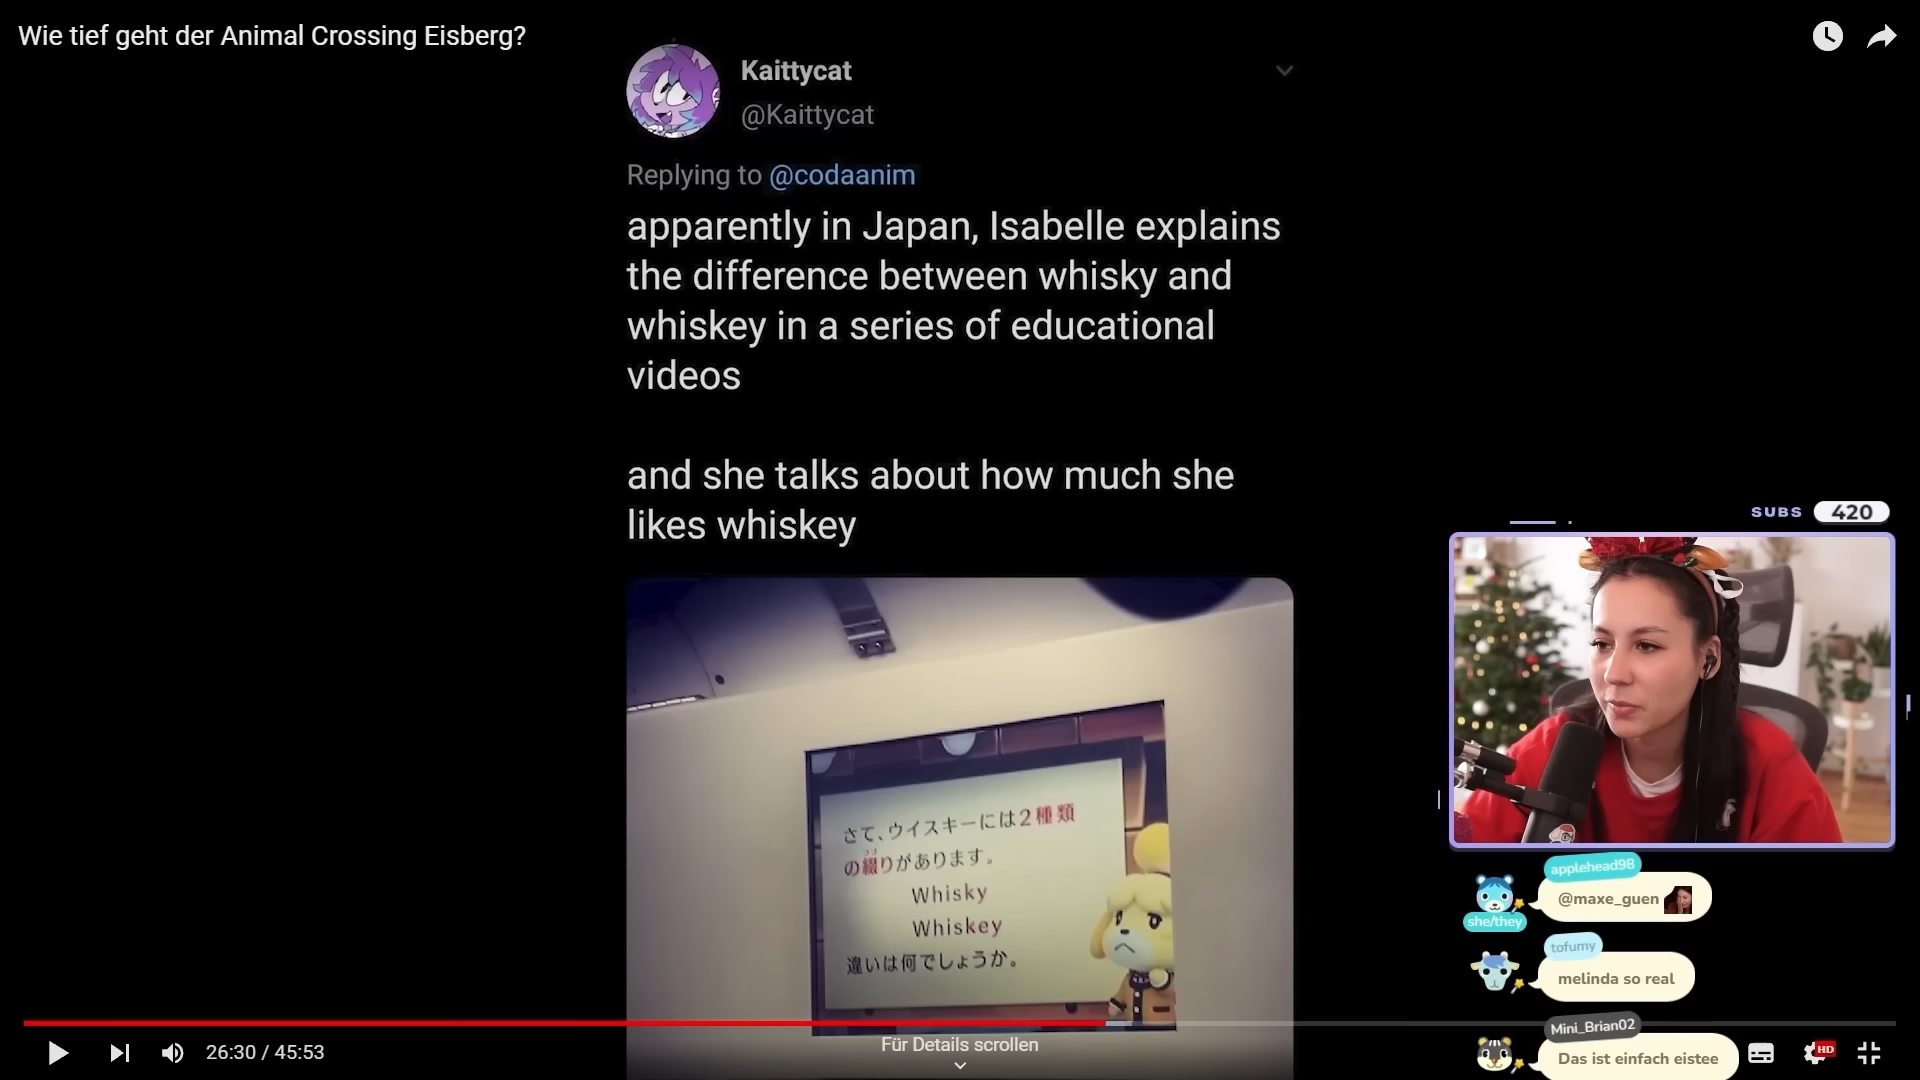 Wie tief geht der Animal Crossing Eisberg?
Kaittycat
@Kaittycat
Replying to @codaanim
apparently in Japan, Isabelle explains
the difference between whisky and
whiskey in a series of educational
videos
and she talks about how much she
likes whiskey
さて、ウイスキーには2種類
の綴りがあります。
Whisky
Whiskey
違いは何でしょうか。
SUBS 420
applehead98
@maxe_guen
she/they
tofumy
melinda so real
Mini_Brian02
Das ist einfach eistee
26:30 / 45:53
Für Details scrollen
HD